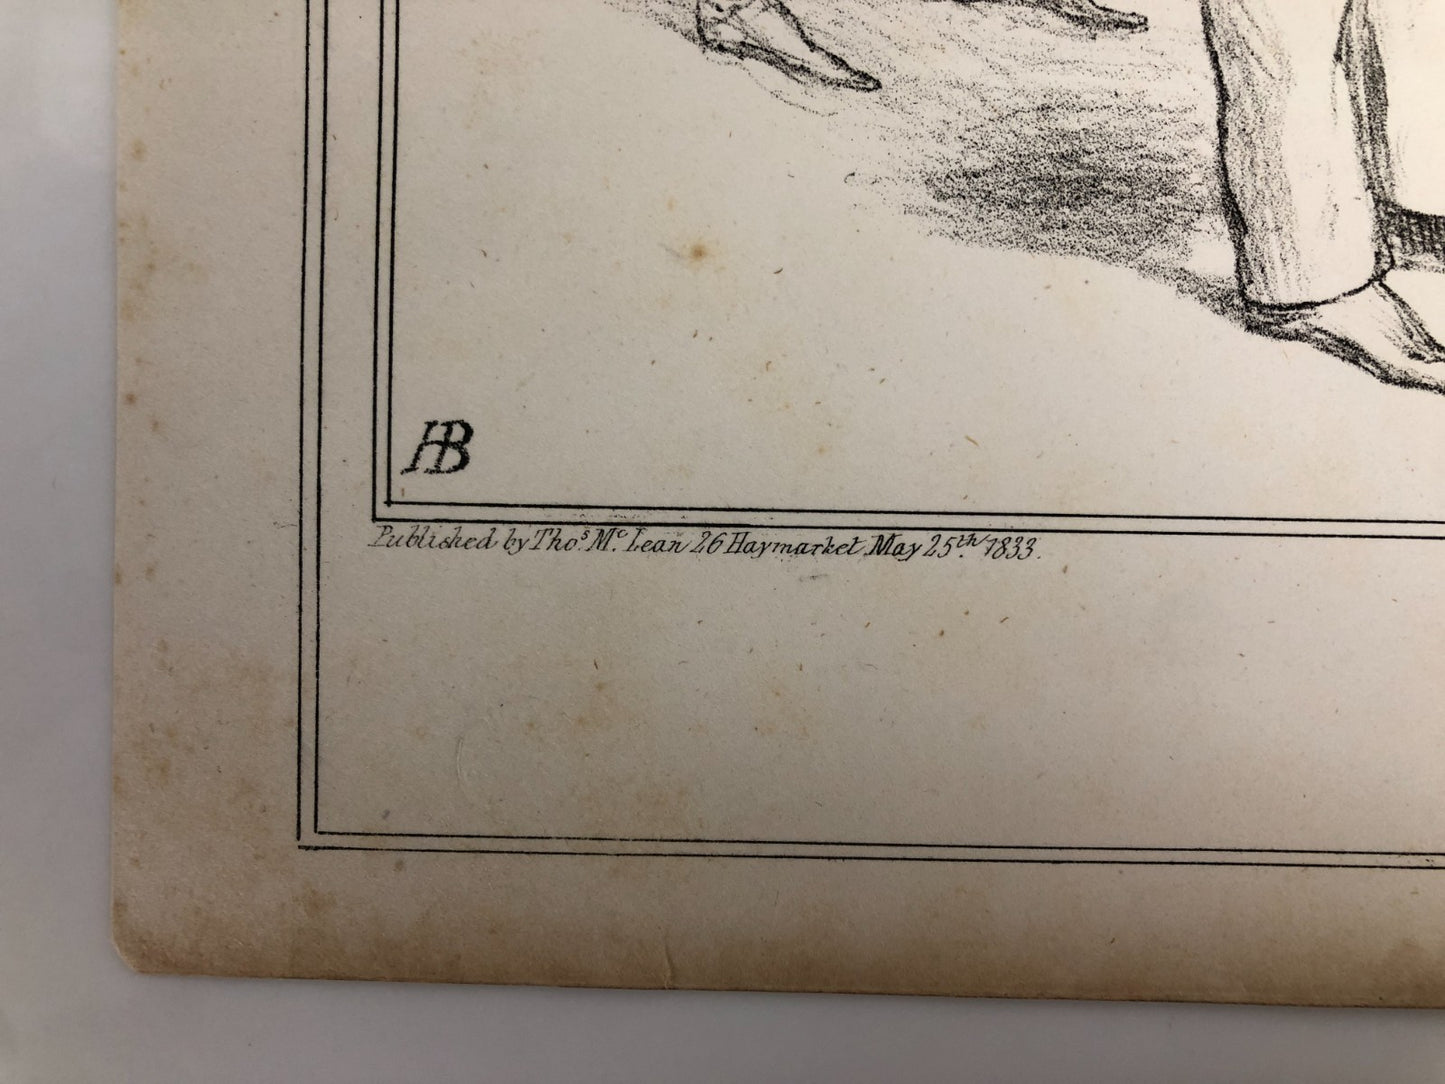 HB
Published by Thos. Mc. Lean 26 Haymarket, May 25th. 1833.